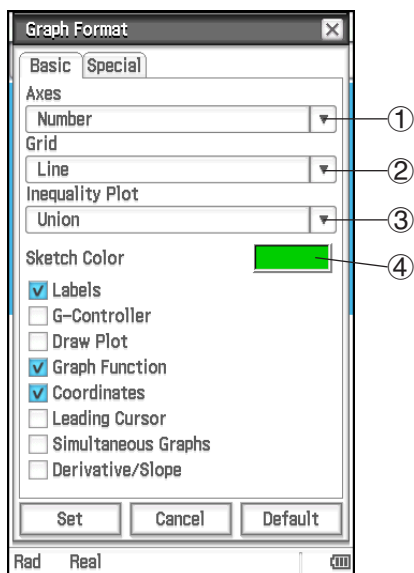 Graph Format
Basic Special
Axes
Number ①
Grid
Line ②
Inequality Plot
Union ③
Sketch Color ④
Labels
G-Controller
Draw Plot
Graph Function
Coordinates
Leading Cursor
Simultaneous Graphs
Derivative/Slope
Set Cancel Default
Rad Real